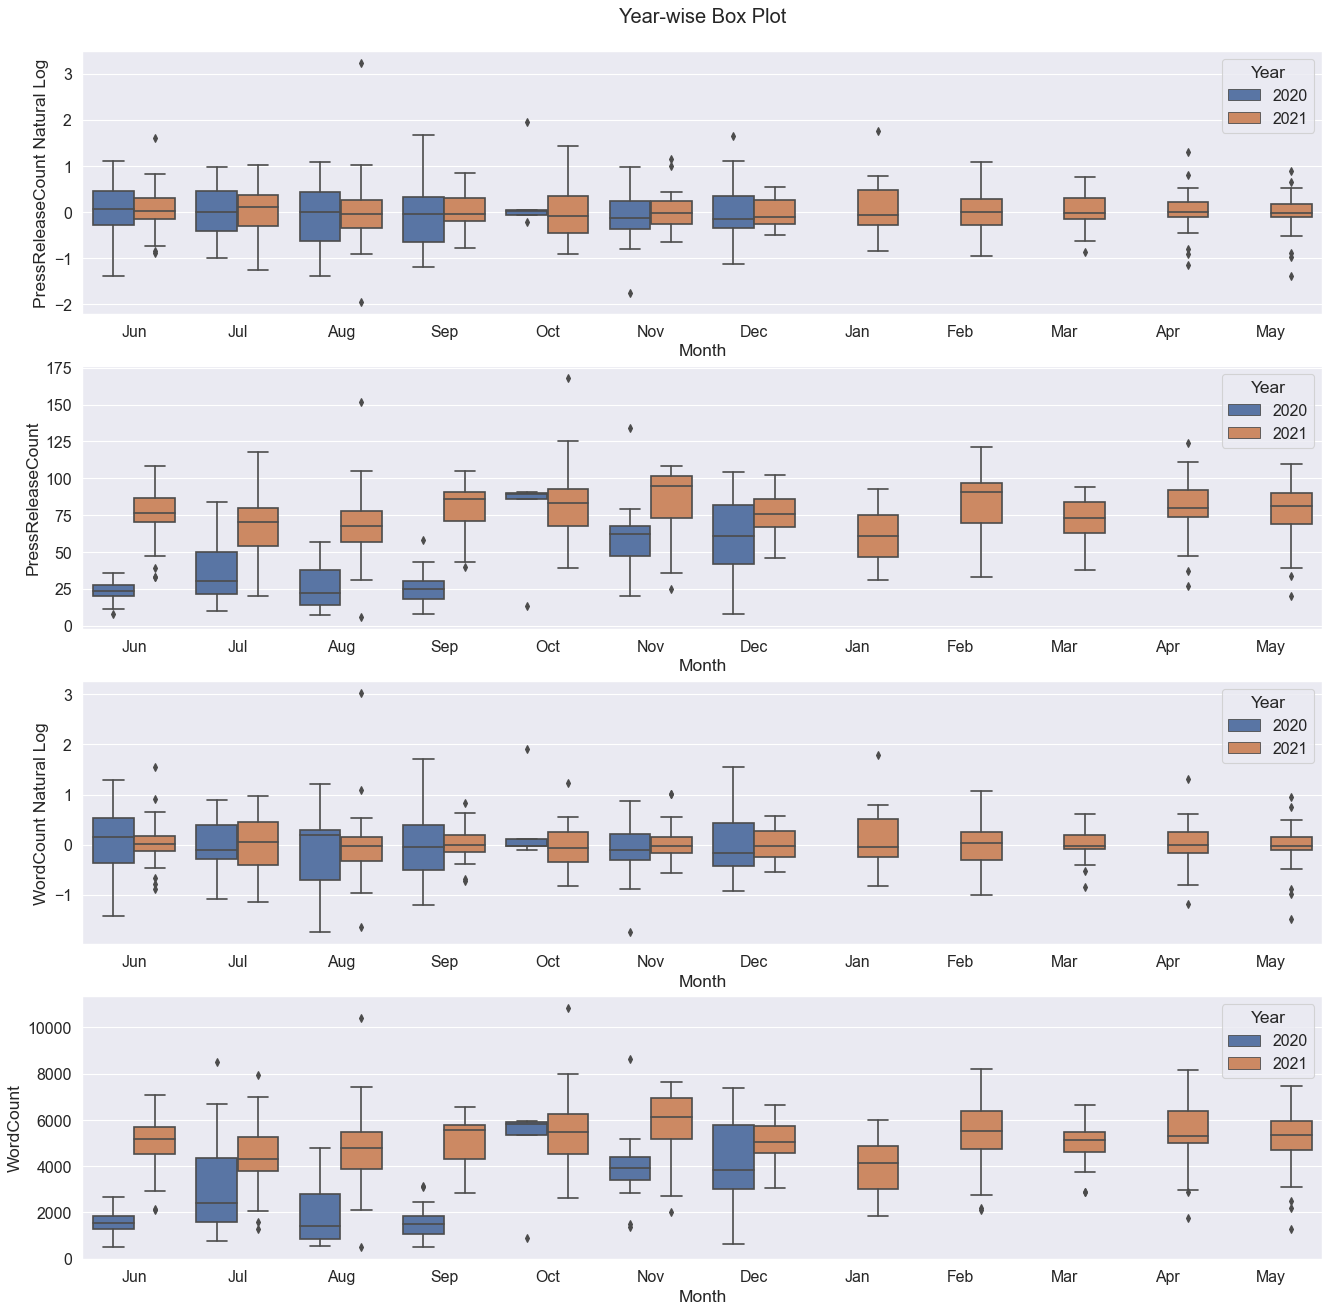 Year-wise Box Plot
PressReleaseCount Natural Log
3
2
1
0
−1
−2
Year
2020
2021
Jun Jul Aug Sep Oct Nov Dec Jan Feb Mar Apr May
Month
PressReleaseCount
175
150
125
100
75
50
25
0
Year
2020
2021
Jun Jul Aug Sep Oct Nov Dec Jan Feb Mar Apr May
Month
WordCount Natural Log
3
2
1
0
−1
Year
2020
2021
Jun Jul Aug Sep Oct Nov Dec Jan Feb Mar Apr May
Month
WordCount
10000
8000
6000
4000
2000
0
Year
2020
2021
Jun Jul Aug Sep Oct Nov Dec Jan Feb Mar Apr May
Month